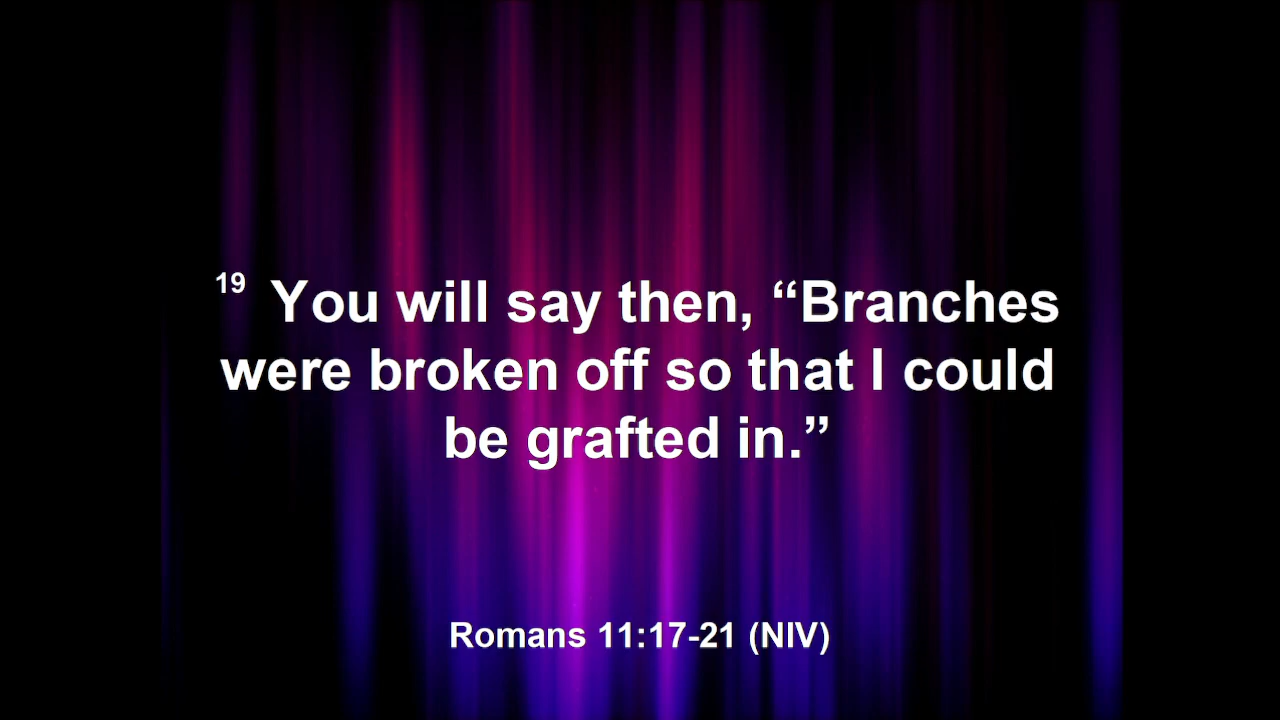 19 You will say then, “Branches
were broken off so that I could
be grafted in.”
Romans 11:17-21 (NIV)